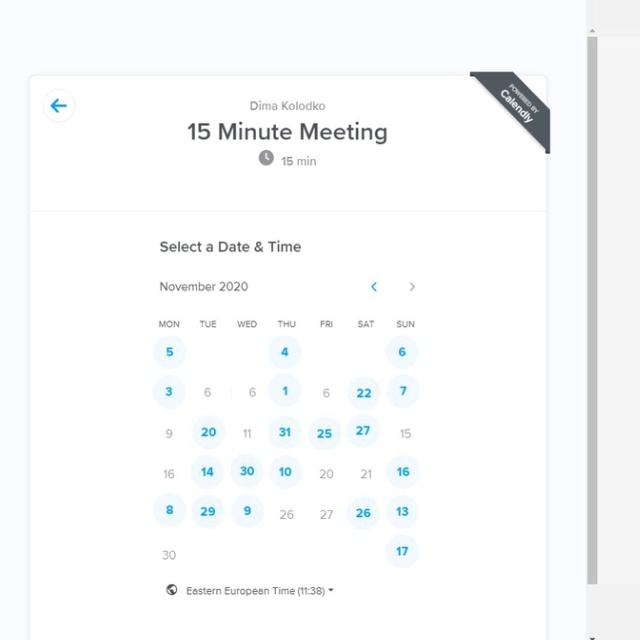 POWERED BY
Calendly
Dima Kolodko
15 Minute Meeting
15 min
Select a Date & Time
November 2020
MON TUE WED THU FRI SAT SUN
5 4 6
3 6 6 1 6 22 7
9 20 11 31 25 27 15
16 14 30 10 20 21 16
8 29 9 26 27 26 13
30 17
Eastern European Time (11:38)